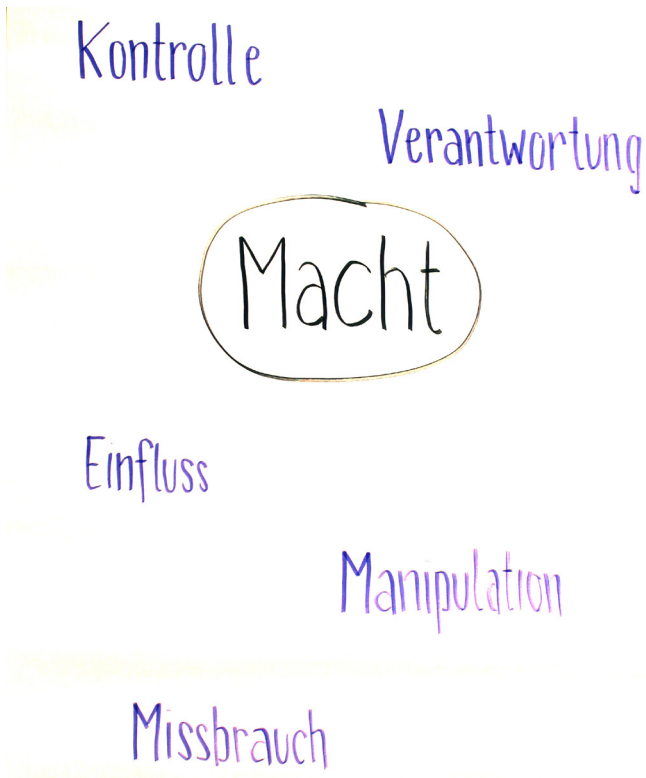 Kontrolle
Verantwortung
Macht
Einfluss
Manipulation
Missbrauch